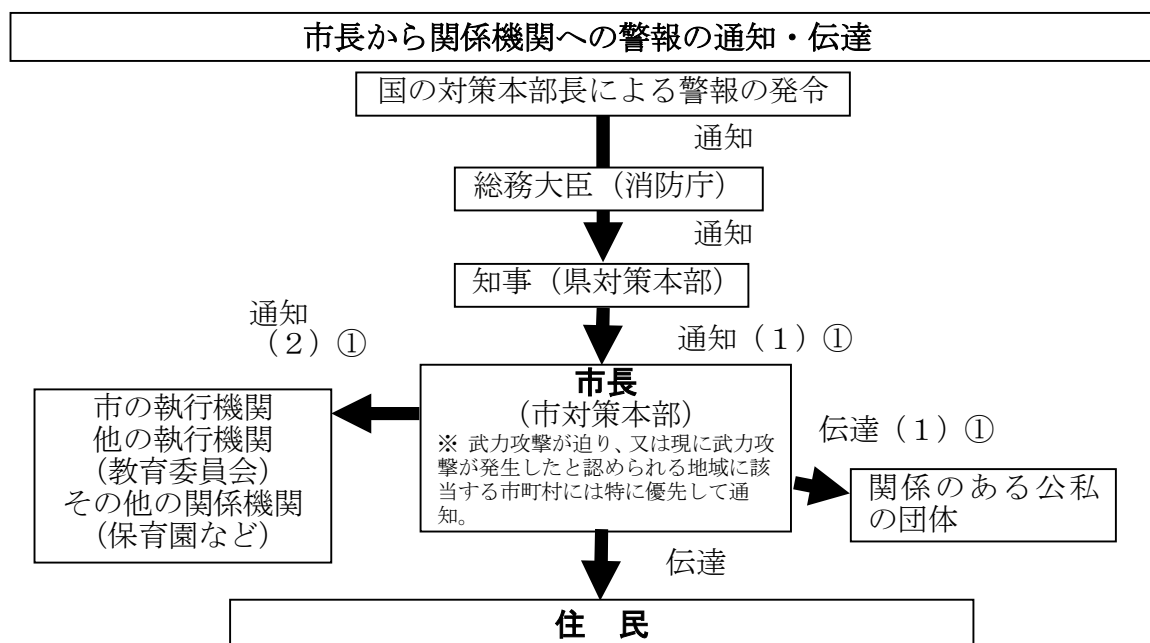 市長から関係機関への警報の通知・伝達
国の対策本部長による警報の発令
通知
総務大臣（消防庁）
通知
知事（県対策本部）
通知
（２）①
通知（１）①
市長
（市対策本部）
※ 武力攻撃が迫り、又は現に武力攻
撃が発生したと認められる地域に該
当する市町村には特に優先して通
知。
市の執行機関
他の執行機関
(教育委員会)
その他の関係機関
(保育園など)
伝達（１）①
関係のある公私
の団体
伝達
住　民